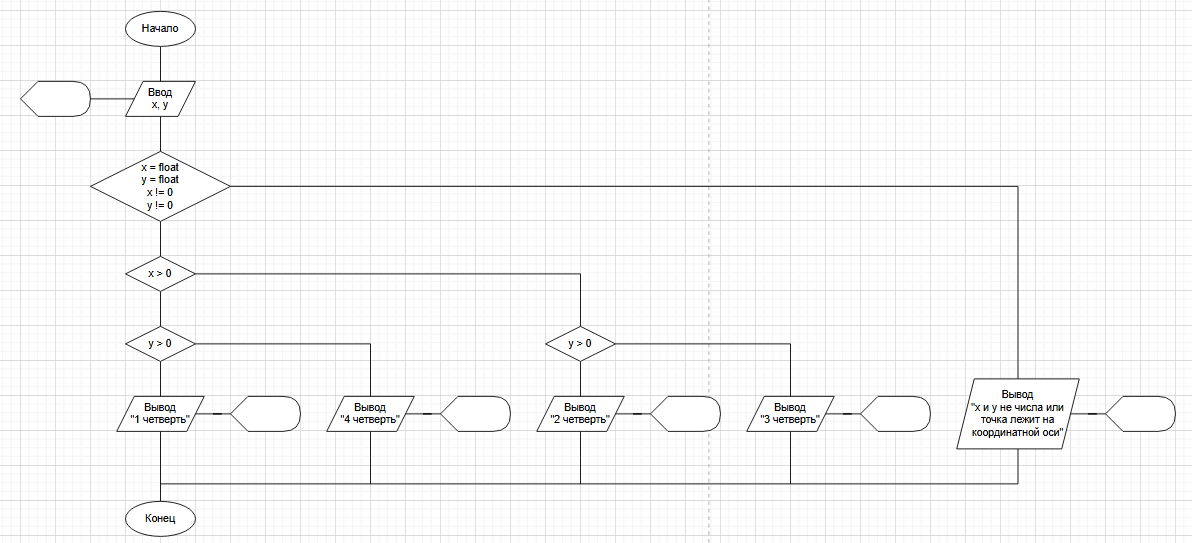 Начало
Ввод
x, y
x = float
y = float
x != 0
y != 0
x > 0
y > 0
y > 0
Вывод
"1 четверть"
Вывод
"4 четверть"
Вывод
"2 четверть"
Вывод
"3 четверть"
Вывод
"x и y не числа или
точка лежит на
координатной оси"
Конец